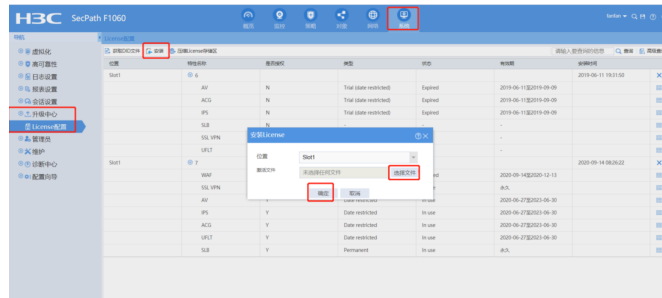 H3C SecPath F1060
概览 监控 策略 对象 网络 系统
导航
License配置
获取DID文件 安装 压缩License存储区
请输入要查询的信息 查询 高级查询
位置 特性名称 是否授权 类型 状态 有效期 安装时间
Slot1 6 2019-06-11 19:31:50
AV N Trial (date restricted) Expired 2019-06-11至2019-09-09
ACG N Trial (date restricted) Expired 2019-06-11至2019-09-09
IPS N Trial (date restricted) Expired 2019-06-11至2019-09-09
SLB N - - -
SSL VPN
UFLT
Slot1 7 2020-09-14 08:26:22
WAF 2020-09-14至2020-12-13
SSL VPN 永久
AV Y Date restricted In use 2020-06-27至2023-06-30
IPS Y Date restricted In use 2020-06-27至2023-06-30
ACG Y Date restricted In use 2020-06-27至2023-06-30
UFLT Y Date restricted In use 2020-06-27至2023-06-30
SLB Y Permanent In use 永久
虚拟化
高可靠性
日志设置
报表设置
会话设置
升级中心
License配置
管理员
维护
诊断中心
配置向导
安装License
位置 Slot1
未选择任何文件 选择文件
确定 取消